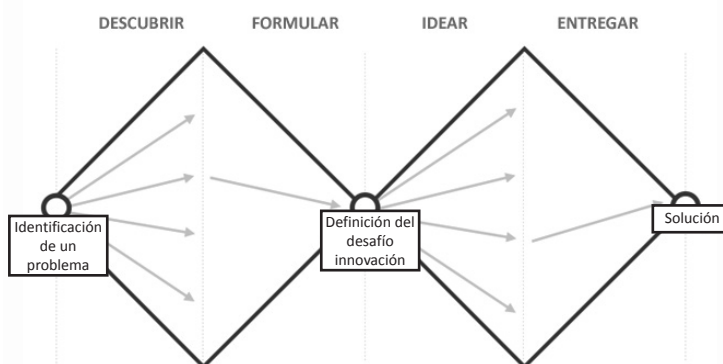 DESCUBRIR FORMULAR IDEAR ENTREGAR
Identificación
de un
problema
Definición del
desafío
innovación
Solución